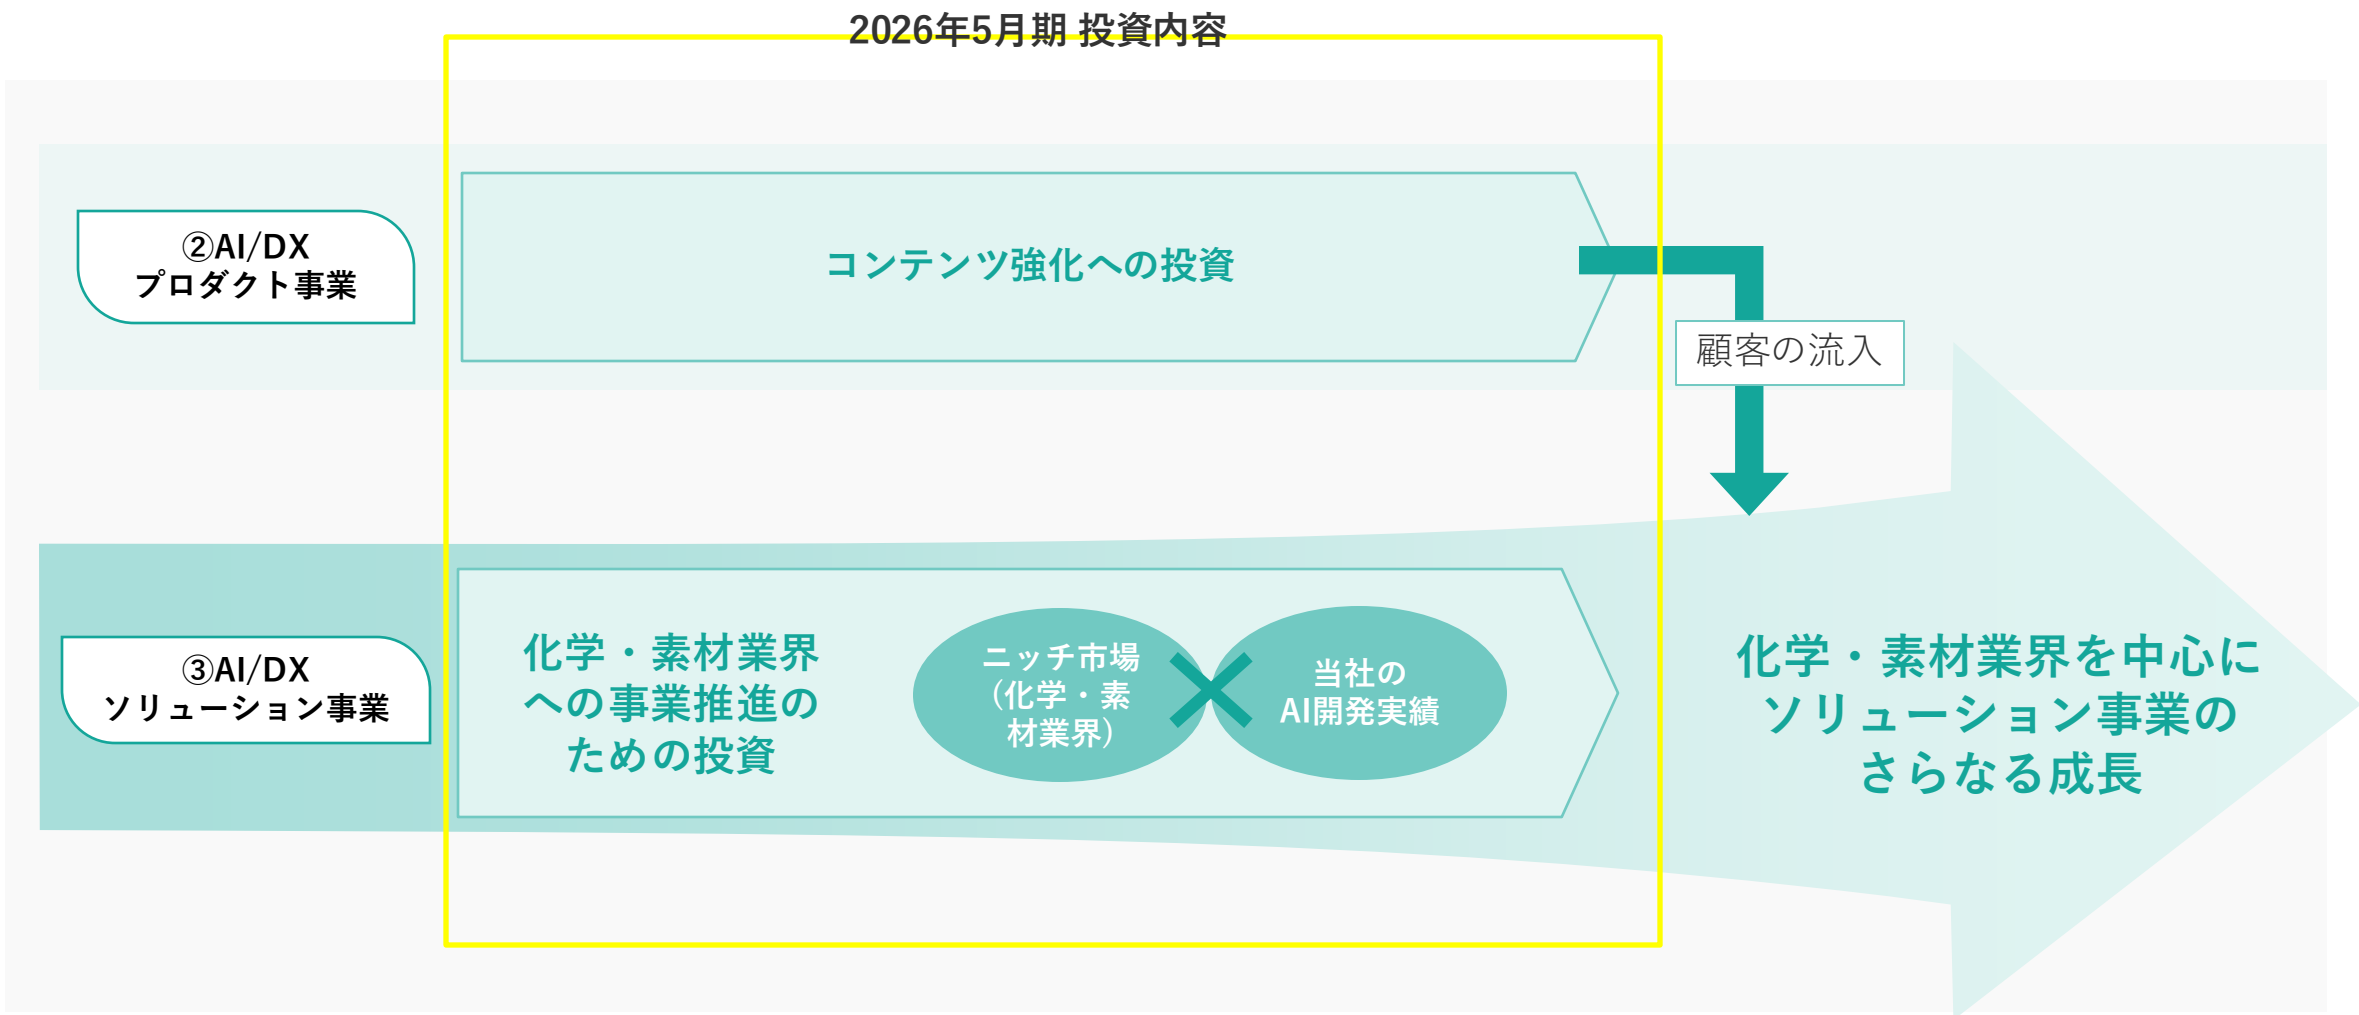 2026年5月期 投資内容
②AI/DX
プロダクト事業
コンテンツ強化への投資
顧客の流入
③AI/DX
ソリューション事業
化学・素材業界
への事業推進の
ための投資
ニッチ市場
(化学・素
材業界)
当社の
AI開発実績
化学・素材業界を中心に
ソリューション事業の
さらなる成長